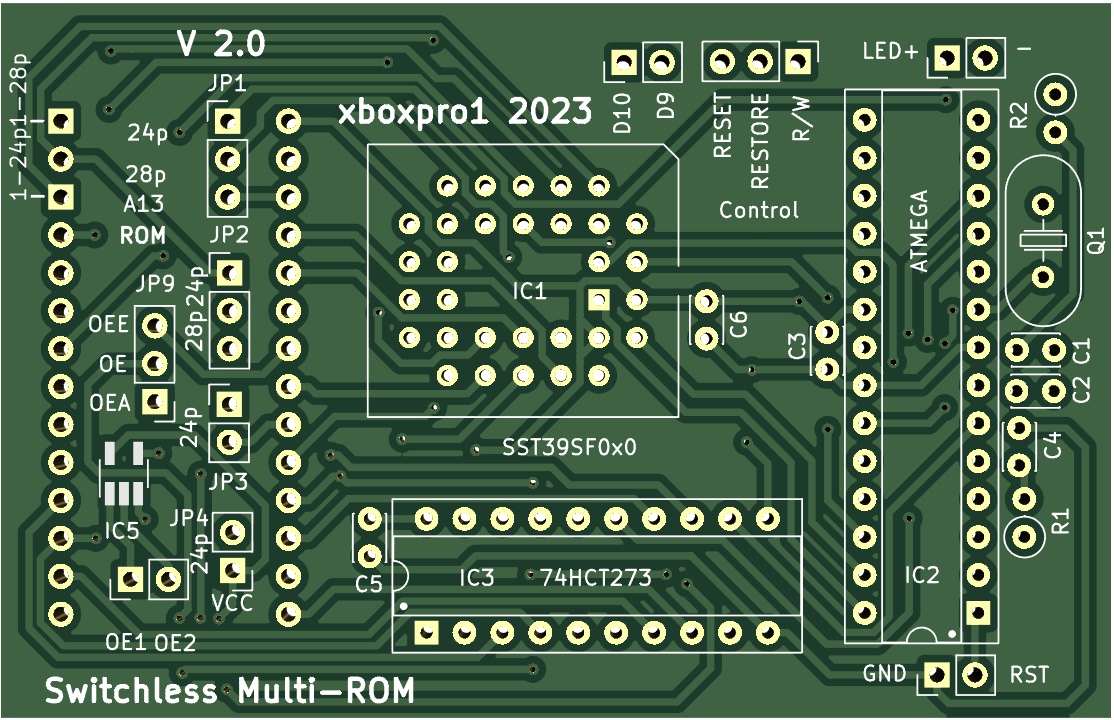 V 2.0
JP1
xboxpro1 2023
LED+
-
1-24p1-28p
24p
28p
A13
ROM
JP2
D10
D9
RESET
RESTORE
R/W
Control
R2
ATMEGA
Q1
JP9
28p24p
OEE
OE
OEA
IC1
C6
C3
C1
C2
24p
SST39SF0x0
C4
JP3
IC5
JP4
24p
VCC
C5
IC3
74HCT273
IC2
R1
OE1
OE2
GND
RST
Switchless Multi-ROM